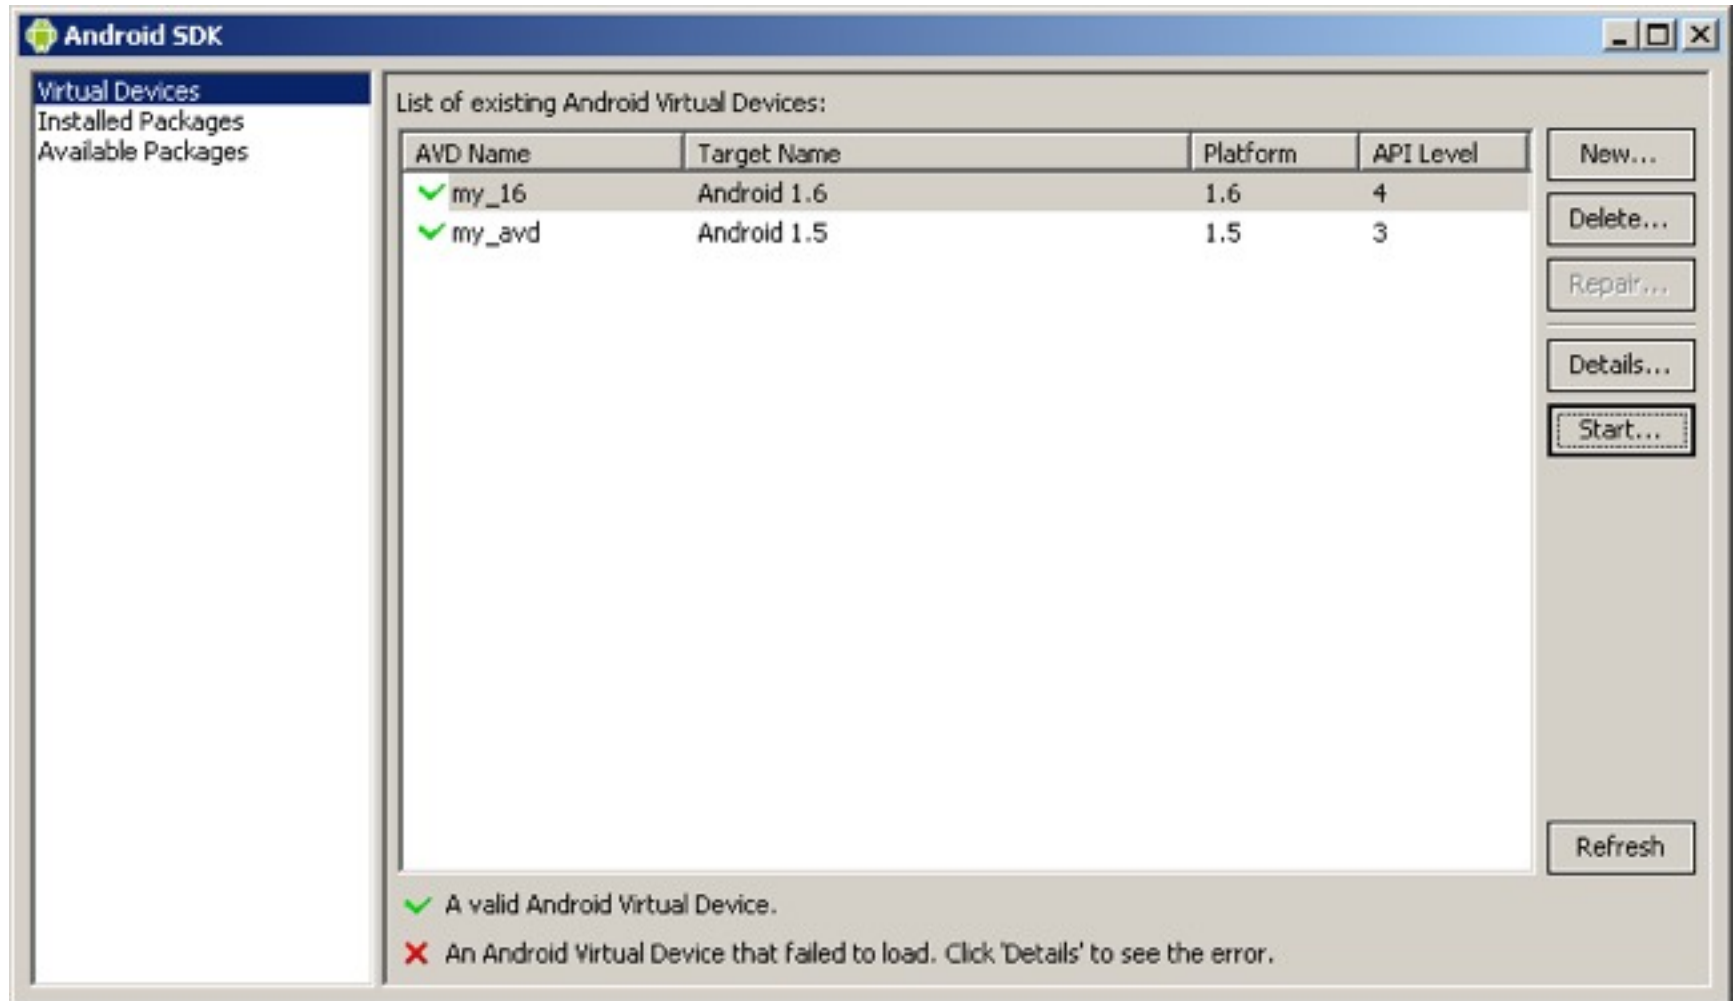 Android SDK
Virtual Devices
Installed Packages
Available Packages
List of existing Android Virtual Devices:
AVD Name Target Name Platform API Level
my_16 Android 1.6 1.6 4
my_avd Android 1.5 1.5 3
New...
Delete...
Repair...
Details...
Start...
Refresh
A valid Android Virtual Device.
An Android Virtual Device that failed to load. Click 'Details' to see the error.